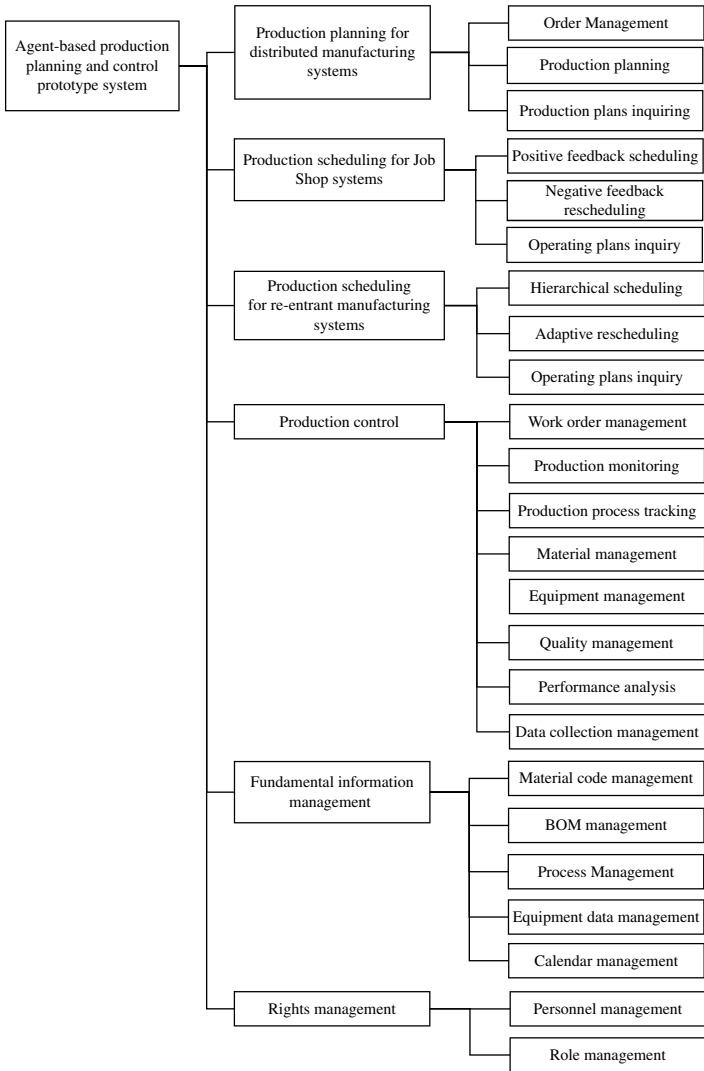 Agent-based production
planning and control
prototype system
Production planning for
distributed manufacturing
systems
Order Management
Production planning
Production plans inquiring
Production scheduling for Job
Shop systems
Positive feedback scheduling
Negative feedback
rescheduling
Operating plans inquiry
Production scheduling
for re-entrant manufacturing
systems
Hierarchical scheduling
Adaptive rescheduling
Operating plans inquiry
Production control
Work order management
Production monitoring
Production process tracking
Material management
Equipment management
Quality management
Performance analysis
Data collection management
Fundamental information
management
Material code management
BOM management
Process Management
Equipment data management
Calendar management
Rights management
Personnel management
Role management